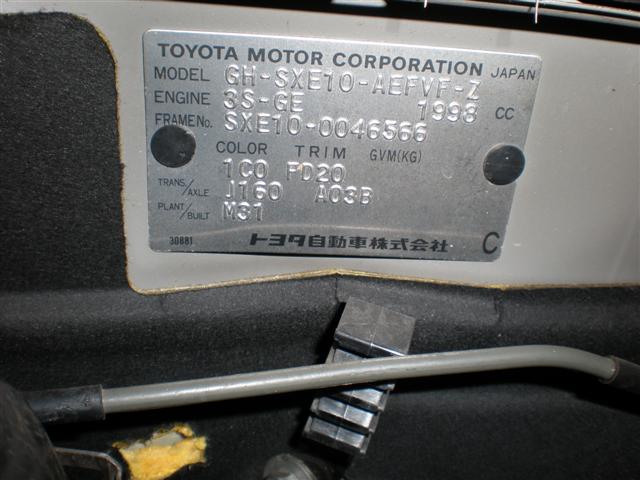 TOYOTA MOTOR CORPORATION JAPAN
MODEL GH-SXE10-AEFVF-Z
ENGINE 3S-GE 1998 CC
FRAME No. SXE10-0046566
COLOR TRIM GVM(KG)
1C0 FD20
TRANS./AXLE J160 A03B
PLANT/BUILT M31
30881 トヨタ自動車株式会社 C